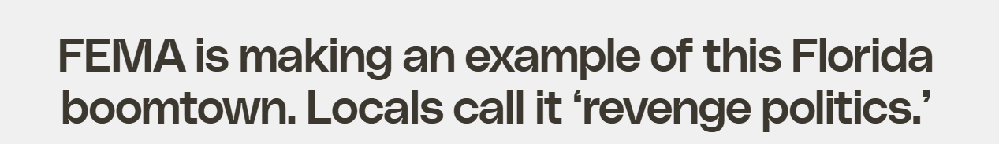 FEMA is making an example of this Florida
boomtown. Locals call it ‘revenge politics.’